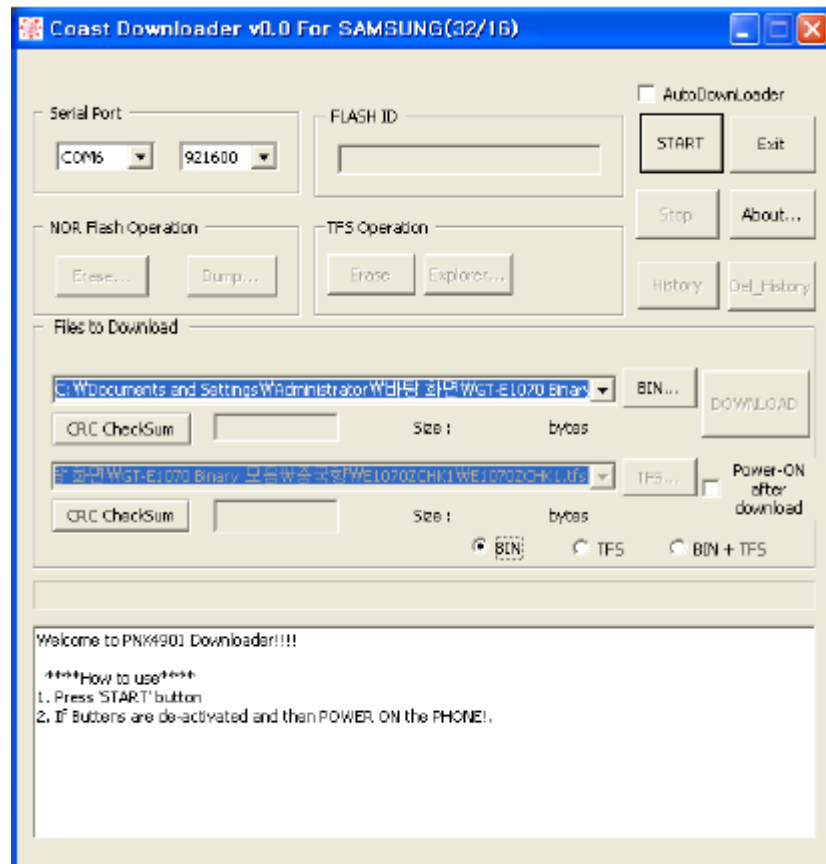 Coast Downloader v0.0 For SAMSUNG(32/16)
AutoDownLoader
Serial Port
FLASH ID
COM6
921600
START
Exit
Stop
About...
NOR Flash Operation
TFS Operation
Erase...
Dump...
Erase
Explorer...
History
Del_History
Files to Download
C:₩Documents and Settings₩Administrator₩바탕 화면₩GT-E1070 Binary
BIN...
DOWNLOAD
CRC CheckSum
Size :
bytes
화면₩GT-E1070 Binary 모음₩중국향₩E1070ZCHK1₩E1070ZCHK1.tfs
TFS...
Power-ON
after
download
CRC CheckSum
Size :
bytes
BIN
TFS
BIN + TFS
Welcome to PNX4901 Downloader!!!!
****How to use****
1. Press 'START' button
2. If Buttens are de-activated and then POWER ON the PHONE!.